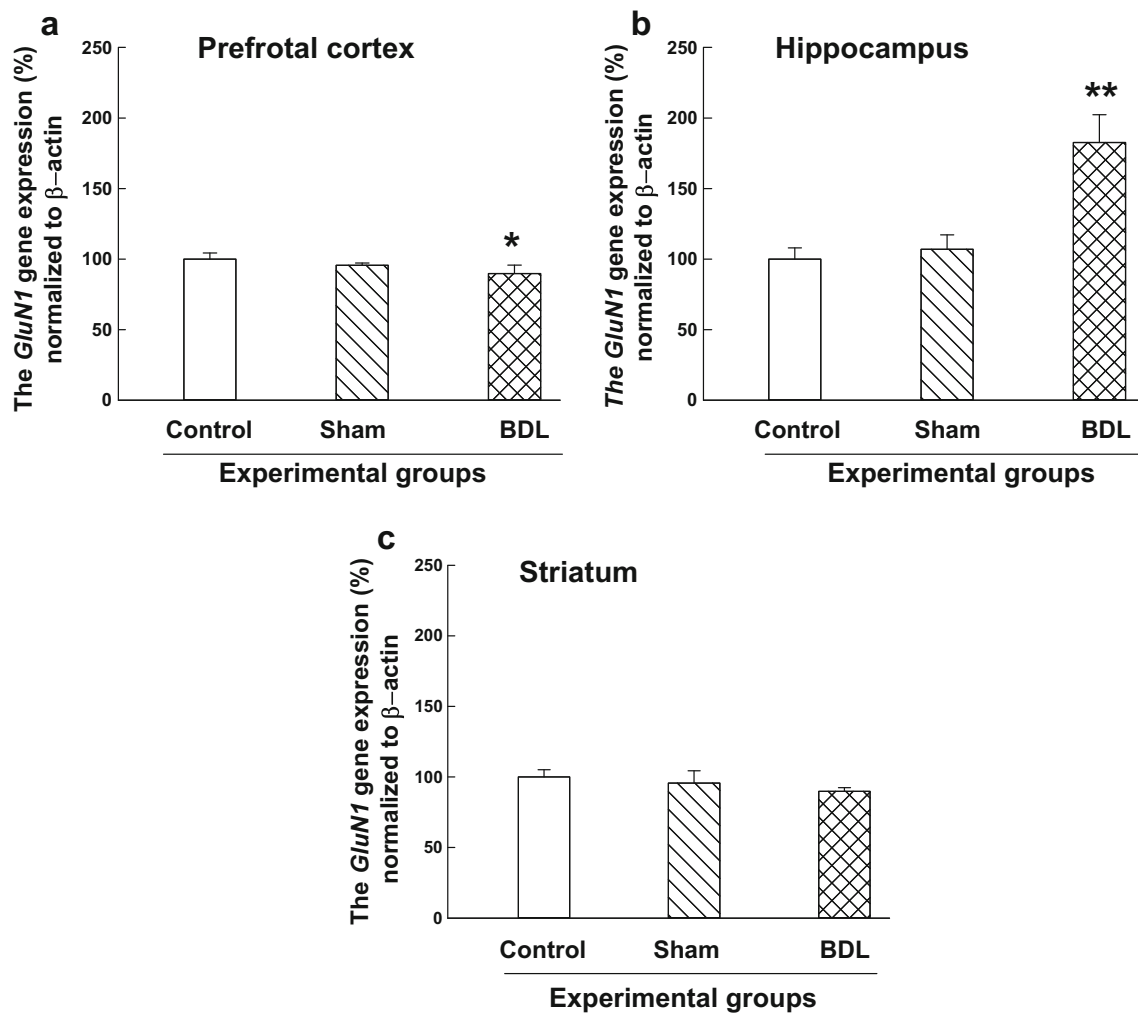 a
Prefrotal cortex
The GluN1 gene expression (%)
normalized to β−actin
250
200
150
100
50
0
*
Control Sham BDL
Experimental groups
b
Hippocampus
The GluN1 gene expression (%)
normalized to β−actin
250
200
150
100
50
0
**
Control Sham BDL
Experimental groups
c
Striatum
The GluN1 gene expression (%)
normalized to β−actin
250
200
150
100
50
0
Control Sham BDL
Experimental groups